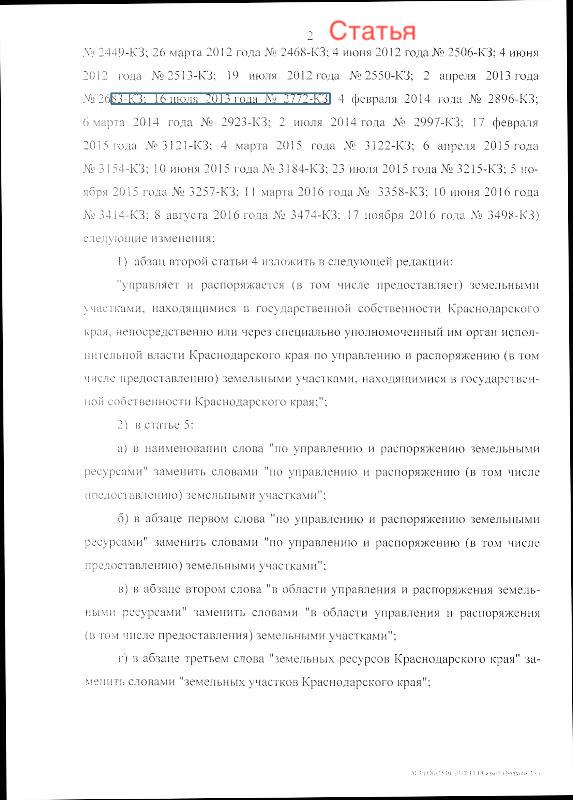 2 Статья
№ 2449-КЗ; 26 марта 2012 года № 2468-КЗ; 4 июня 2012 года № 2506-КЗ; 4 июня
2012 года № 2513-КЗ; 19 июля 2012 года № 2550-КЗ; 2 апреля 2013 года
№ 2683-КЗ; 16 июля 2013 года № 2772-КЗ; 4 февраля 2014 года № 2896-КЗ;
6 марта 2014 года № 2923-КЗ; 2 июля 2014 года № 2997-КЗ; 17 февраля
2015 года № 3121-КЗ; 4 марта 2015 года № 3122-КЗ; 6 апреля 2015 года
№ 3154-КЗ; 10 июня 2015 года № 3184-КЗ; 23 июля 2015 года № 3215-КЗ; 5 но-
ября 2015 года № 3257-КЗ; 11 марта 2016 года № 3358-КЗ; 10 июня 2016 года
№ 3414-КЗ; 8 августа 2016 года № 3474-КЗ; 17 ноября 2016 года № 3498-КЗ)
следующие изменения:
1) абзац второй статьи 4 изложить в следующей редакции:
"управляет и распоряжается (в том числе предоставляет) земельными
участками, находящимися в государственной собственности Краснодарского
края, непосредственно или через специально уполномоченный им орган испол-
нительной власти Краснодарского края по управлению и распоряжению (в том
числе предоставлению) земельными участками, находящимися в государствен-
ной собственности Краснодарского края;";
2) в статье 5:
а) в наименовании слова "по управлению и распоряжению земельными
ресурсами" заменить словами "по управлению и распоряжению (в том числе
предоставлению) земельными участками";
б) в абзаце первом слова "по управлению и распоряжению земельными
ресурсами" заменить словами "по управлению и распоряжению (в том числе
предоставлению) земельными участками";
в) в абзаце втором слова "в области управления и распоряжения земель-
ными ресурсами" заменить словами "в области управления и распоряжения
(в том числе предоставления) земельными участками";
г) в абзаце третьем слова "земельных ресурсов Краснодарского края" за-
менить словами "земельных участков Краснодарского края";